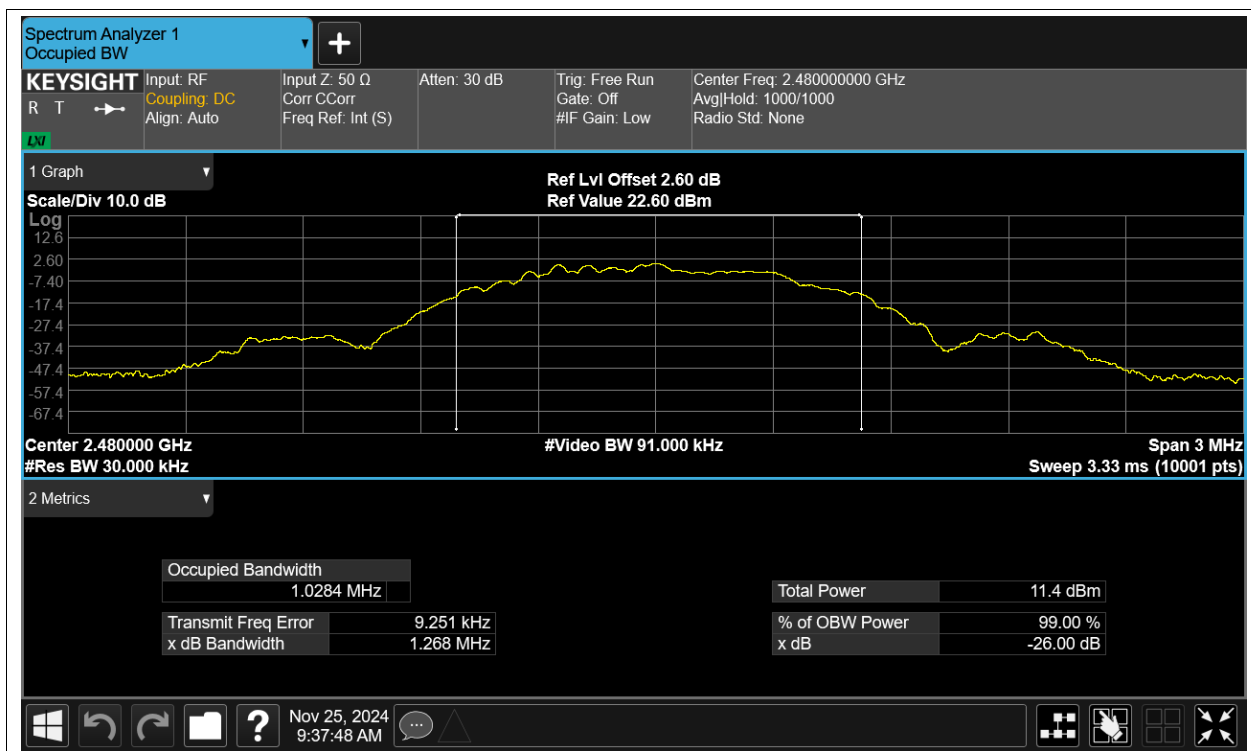 Spectrum Analyzer 1
Occupied BW
+
KEYSIGHT
R T
LXI
Input: RF
Coupling: DC
Align: Auto
Input Z: 50 Ω
Corr CCorr
Freq Ref: Int (S)
Atten: 30 dB
Trig: Free Run
Gate: Off
#IF Gain: Low
Center Freq: 2.480000000 GHz
Avg|Hold: 1000/1000
Radio Std: None
1 Graph
Scale/Div 10.0 dB
Ref Lvl Offset 2.60 dB
Ref Value 22.60 dBm
Log
12.6
2.60
-7.40
-17.4
-27.4
-37.4
-47.4
-57.4
-67.4
Center 2.480000 GHz
#Video BW 91.000 kHz
Span 3 MHz
#Res BW 30.000 kHz
Sweep 3.33 ms (10001 pts)
2 Metrics
Occupied Bandwidth
1.0284 MHz
Total Power 11.4 dBm
Transmit Freq Error 9.251 kHz
% of OBW Power 99.00 %
x dB Bandwidth 1.268 MHz
x dB -26.00 dB
?
Nov 25, 2024
9:37:48 AM